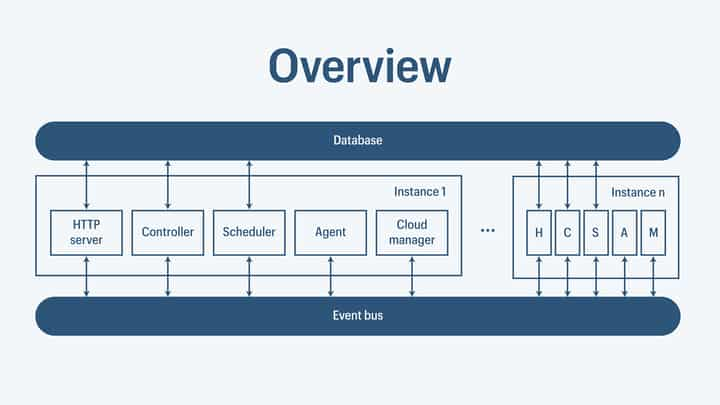 Overview
Database
Instance 1
HTTP
server
Controller
Scheduler
Agent
Cloud
manager
...
Instance n
H
C
S
A
M
Event bus